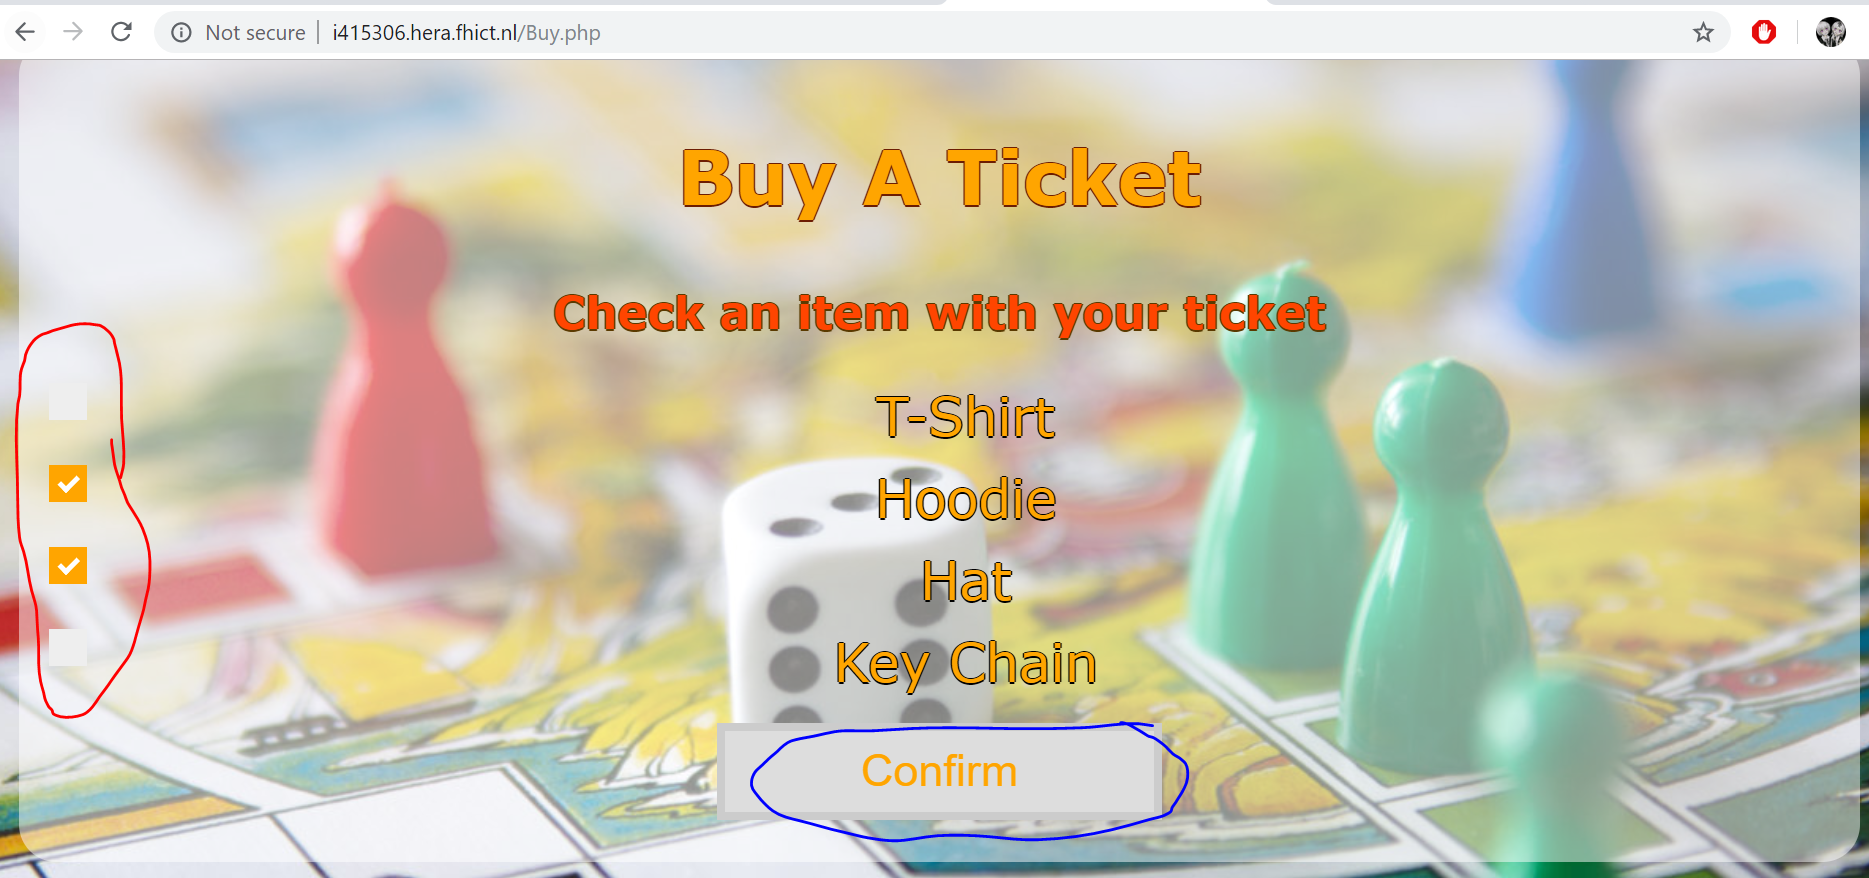 Not secure | i415306.hera.fhict.nl/Buy.php
Buy A Ticket
Check an item with your ticket
T-Shirt
Hoodie
Hat
Key Chain
Confirm